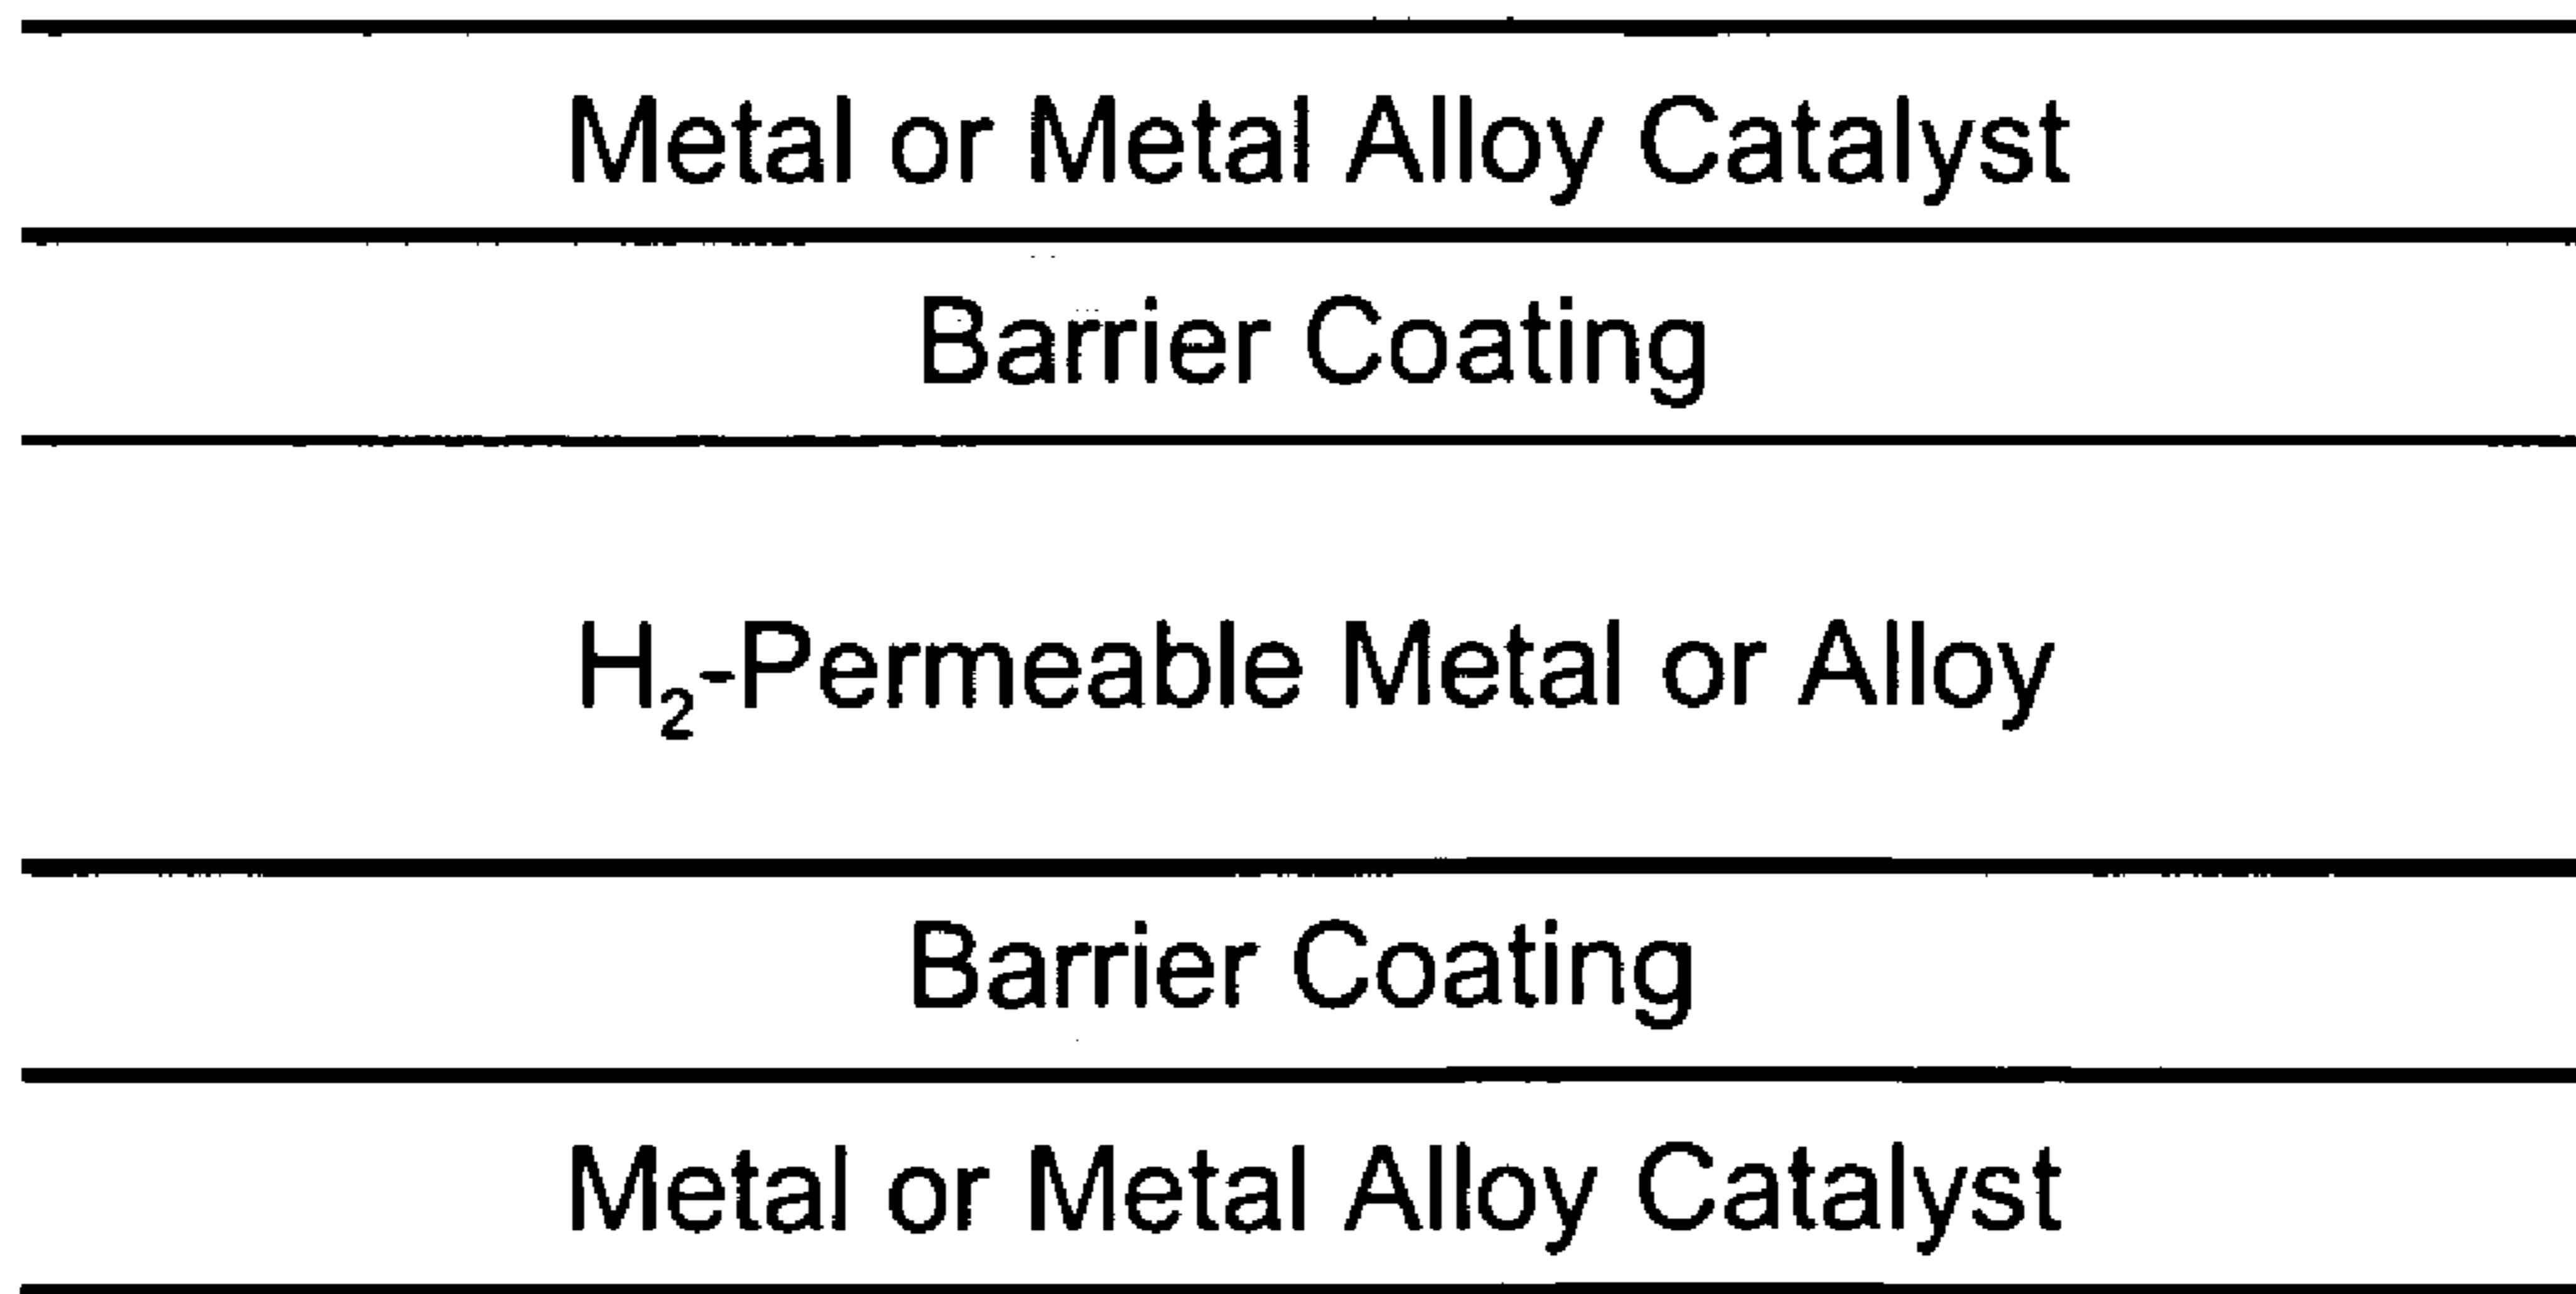 Metal or Metal Alloy Catalyst
Barrier Coating
H₂-Permeable Metal or Alloy
Barrier Coating
Metal or Metal Alloy Catalyst